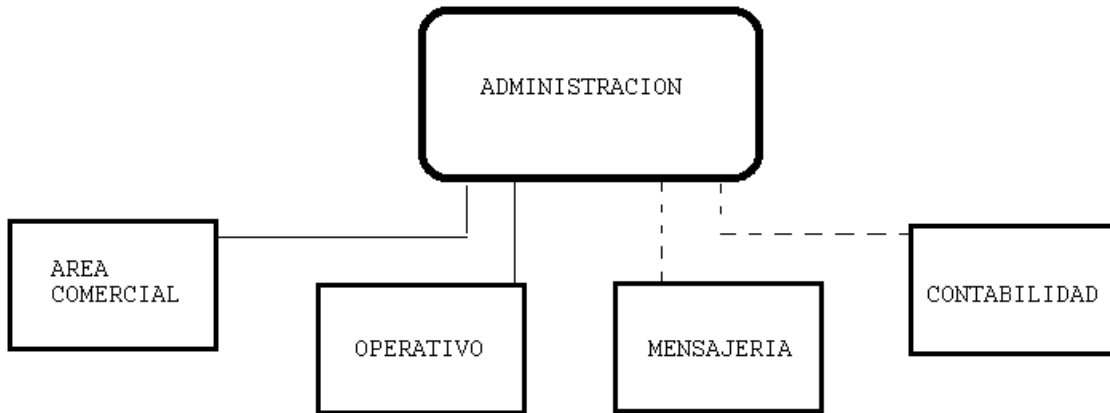 ADMINISTRACION
AREA
COMERCIAL
OPERATIVO
MENSAJERIA
CONTABILIDAD